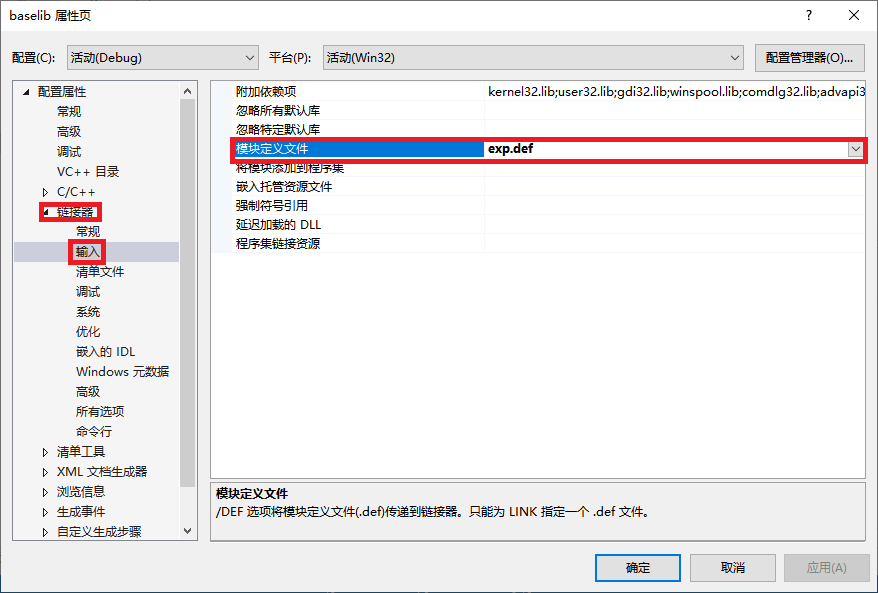 baselib 属性页
配置(C):
活动(Debug)
平台(P):
活动(Win32)
配置管理器(O)...
配置属性
常规
高级
调试
VC++ 目录
C/C++
链接器
常规
输入
清单文件
调试
系统
优化
嵌入的 IDL
Windows 元数据
高级
所有选项
命令行
清单工具
XML 文档生成器
浏览信息
生成事件
自定义生成步骤
附加依赖项 kernel32.lib;user32.lib;gdi32.lib;winspool.lib;comdlg32.lib;advapi3
忽略所有默认库
忽略特定默认库
模块定义文件 exp.def
将模块添加到程序集
嵌入托管资源文件
强制符号引用
延迟加载的 DLL
程序集链接资源
模块定义文件
/DEF 选项将模块定义文件(.def)传递到链接器。只能为 LINK 指定一个 .def 文件。
确定
取消
应用(A)